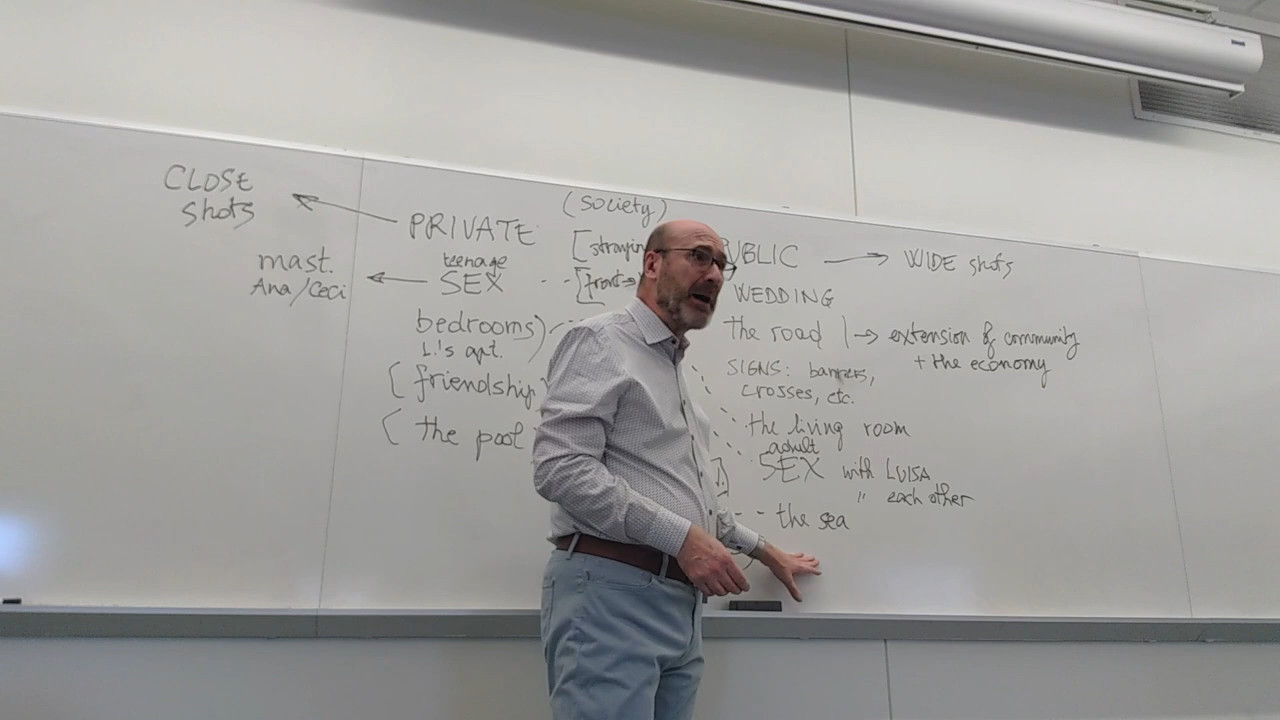 CLOSE
shots
PRIVATE
(society)
UBLIC → WIDE shots
mast.
Ana/Ceci
teenage
SEX
WEDDING
bedrooms)
L.'s apt.
the road → extension of community
+ the economy
SIGNS: banners,
crosses, etc.
( friendship
( the pool
the living room
adult
SEX with LUISA
" each other
the sea